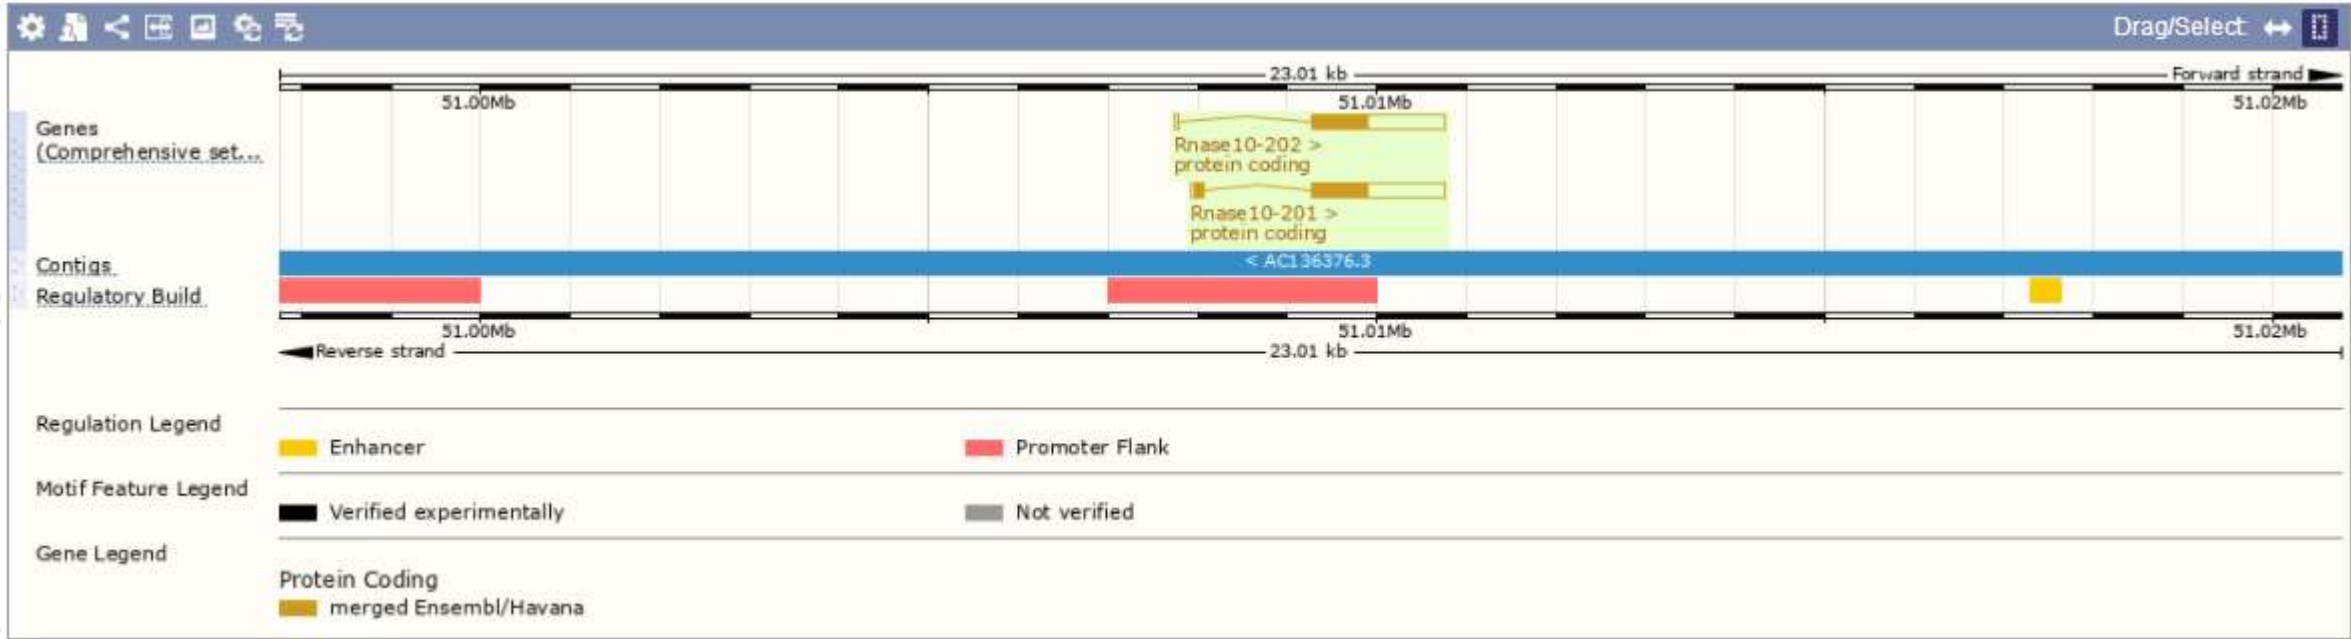 Drag/Select:
23.01 kb Forward strand
51.00Mb 51.01Mb 51.02Mb
Genes
(Comprehensive set...
Rnase10-202 >
protein coding
Rnase10-201 >
protein coding
Contigs
< AC136376.3
Regulatory Build
51.00Mb 51.01Mb 51.02Mb
Reverse strand 23.01 kb
Regulation Legend
Enhancer Promoter Flank
Motif Feature Legend
Verified experimentally Not verified
Gene Legend
Protein Coding
merged Ensembl/Havana